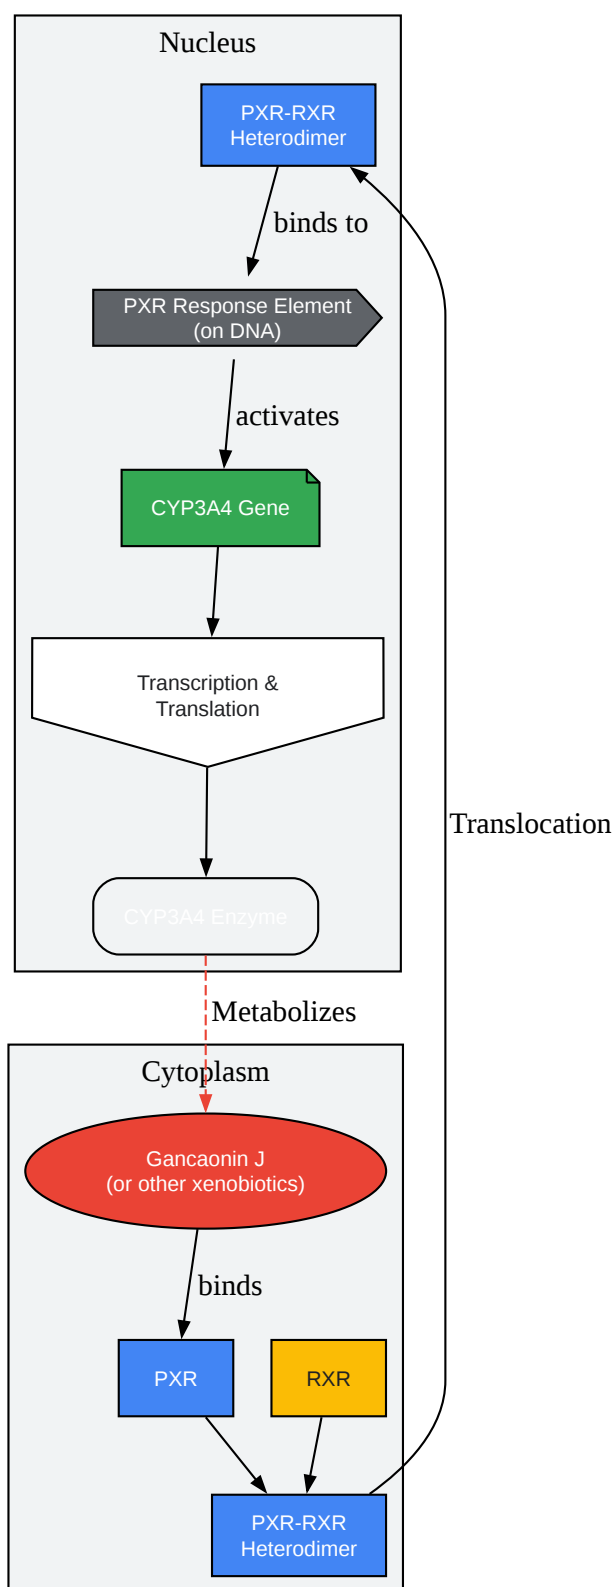 Nucleus
PXR-RXR
Heterodimer
binds to
PXR Response Element
(on DNA)
activates
CYP3A4 Gene
Transcription &
Translation
Translocation
CYP3A4 Enzyme
Metabolizes
Cytoplasm
Gancaonin J
(or other xenobiotics)
binds
PXR
RXR
PXR-RXR
Heterodimer